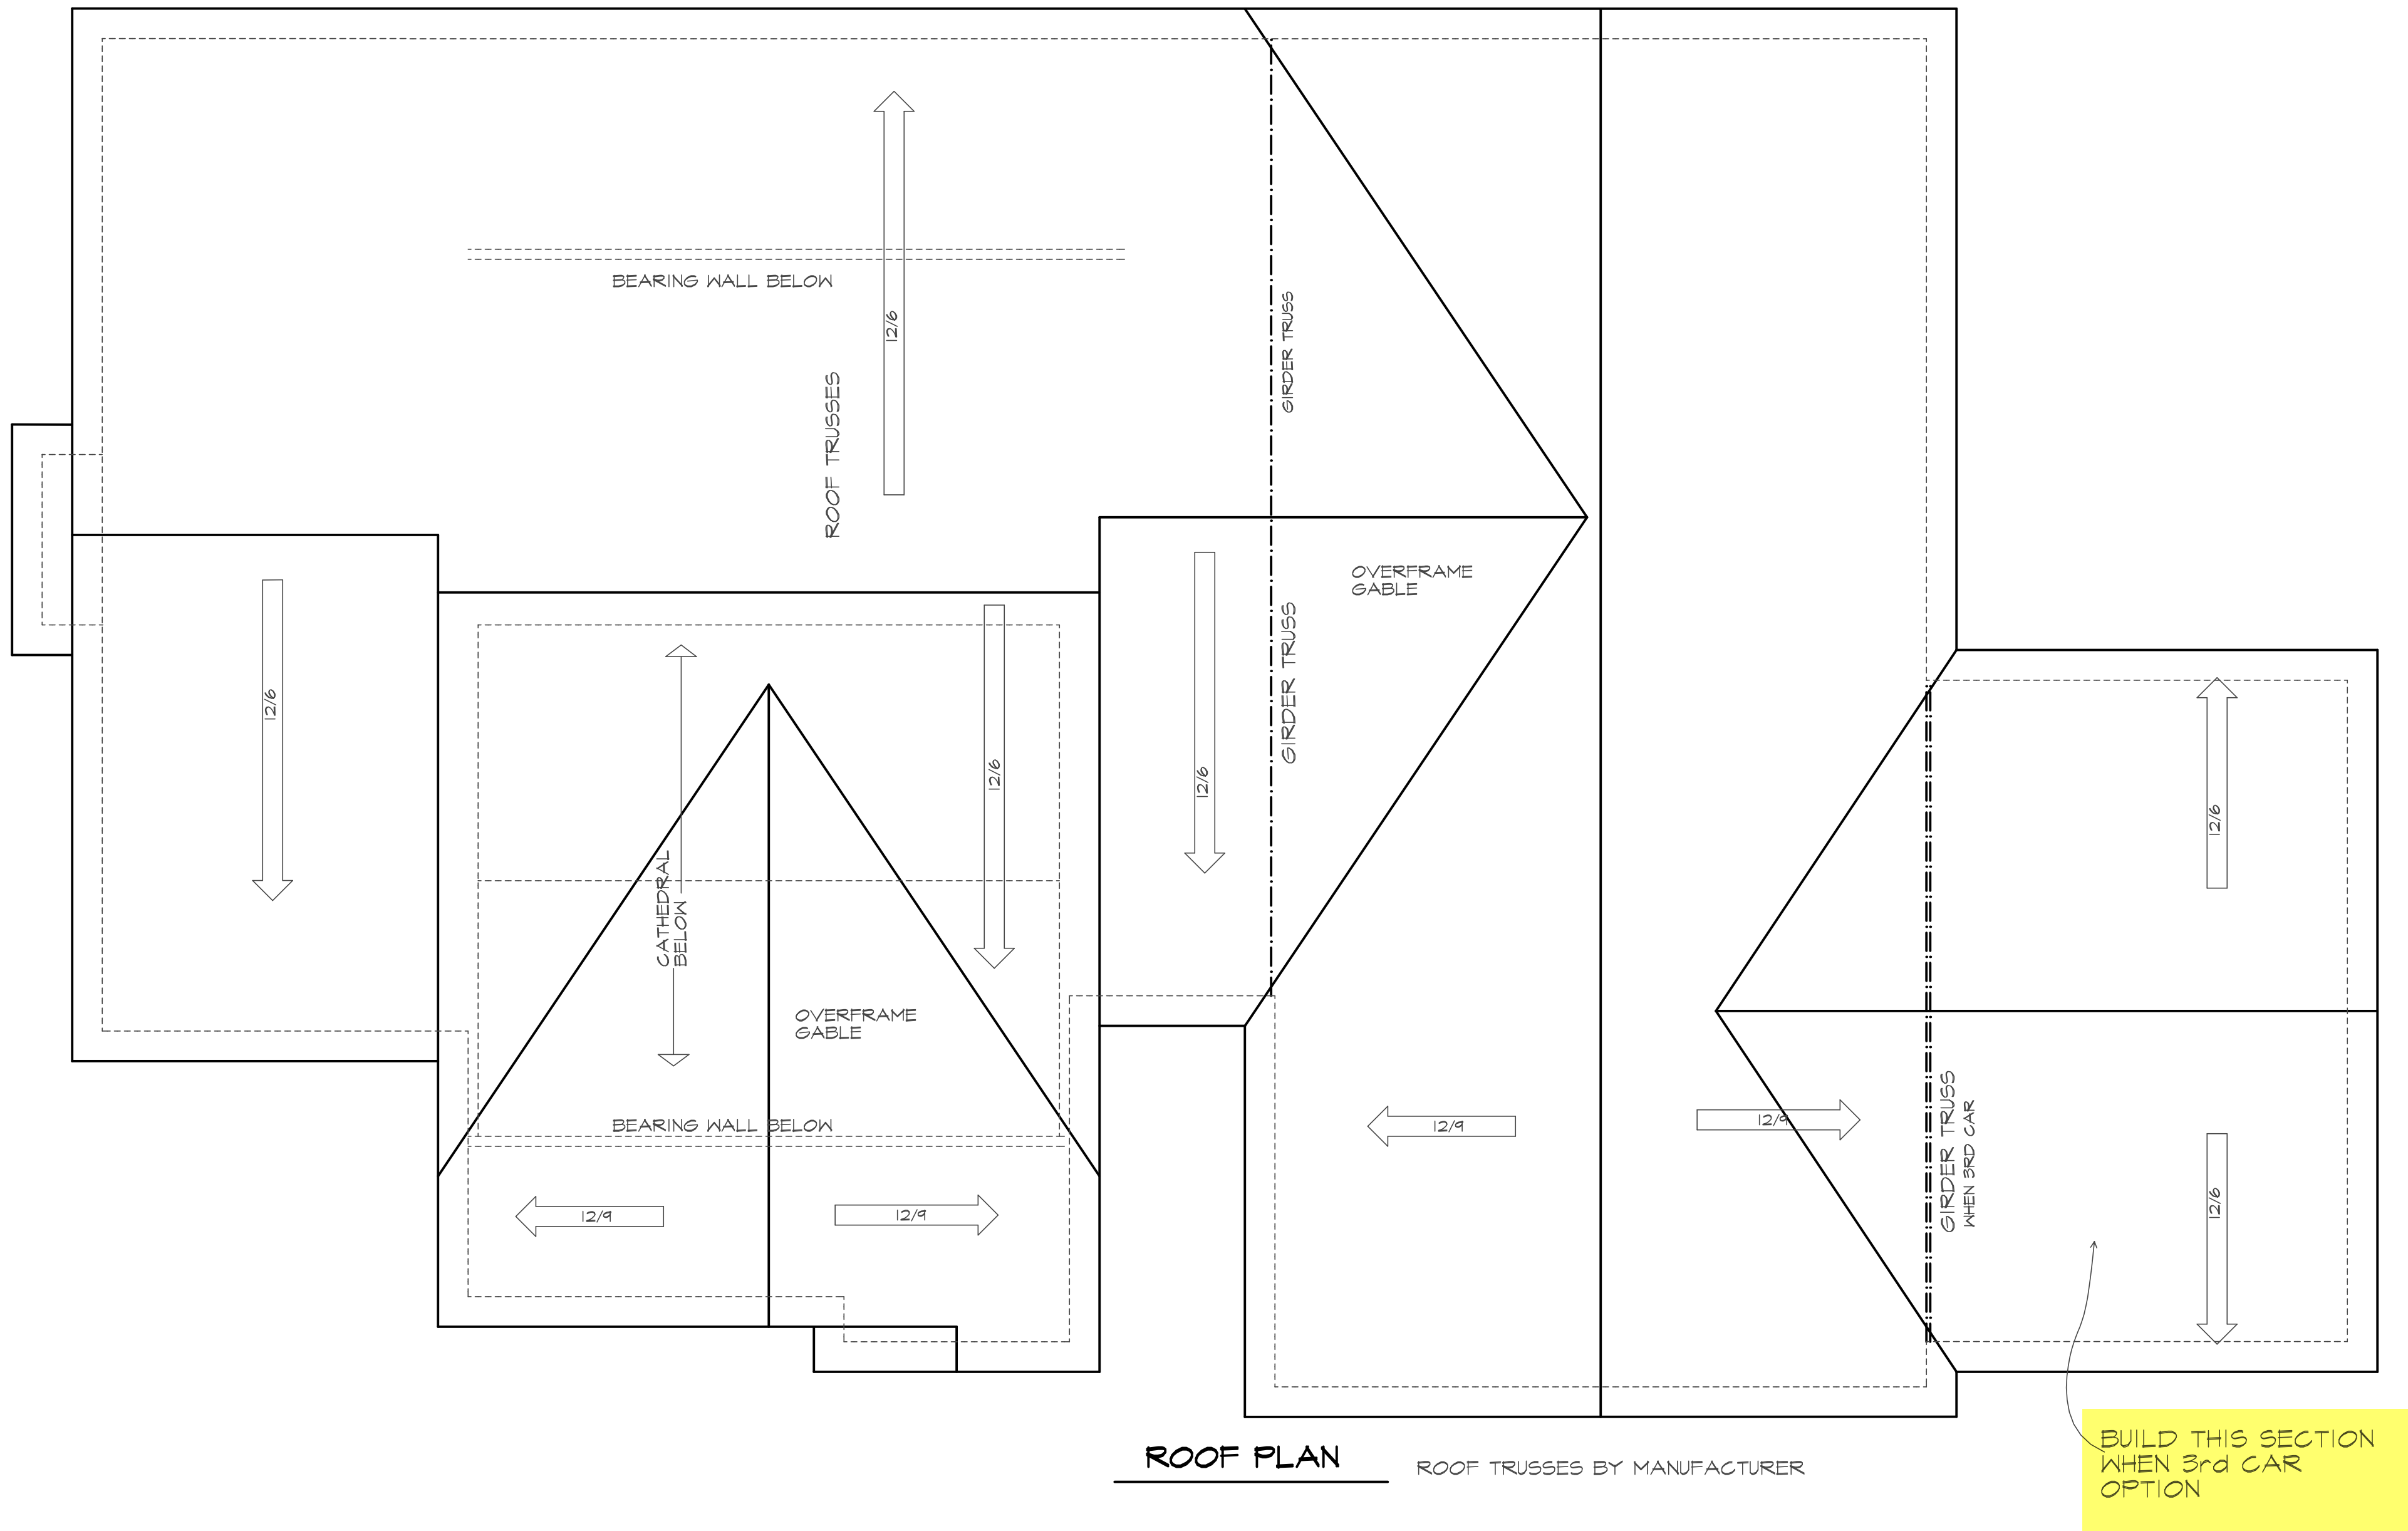 BEARING WALL BELOW
12/6
ROOF TRUSSES
GIRDER TRUSS
OVERFRAME
GABLE
GIRDER TRUSS
12/6
12/6
12/6
12/6
CATHEDRAL
BELOW
OVERFRAME
GABLE
BEARING WALL BELOW
12/9
12/9
12/9
12/9
GIRDER TRUSS
WHEN 3RD CAR
12/6
ROOF PLAN
ROOF TRUSSES BY MANUFACTURER
BUILD THIS SECTION
WHEN 3rd CAR
OPTION